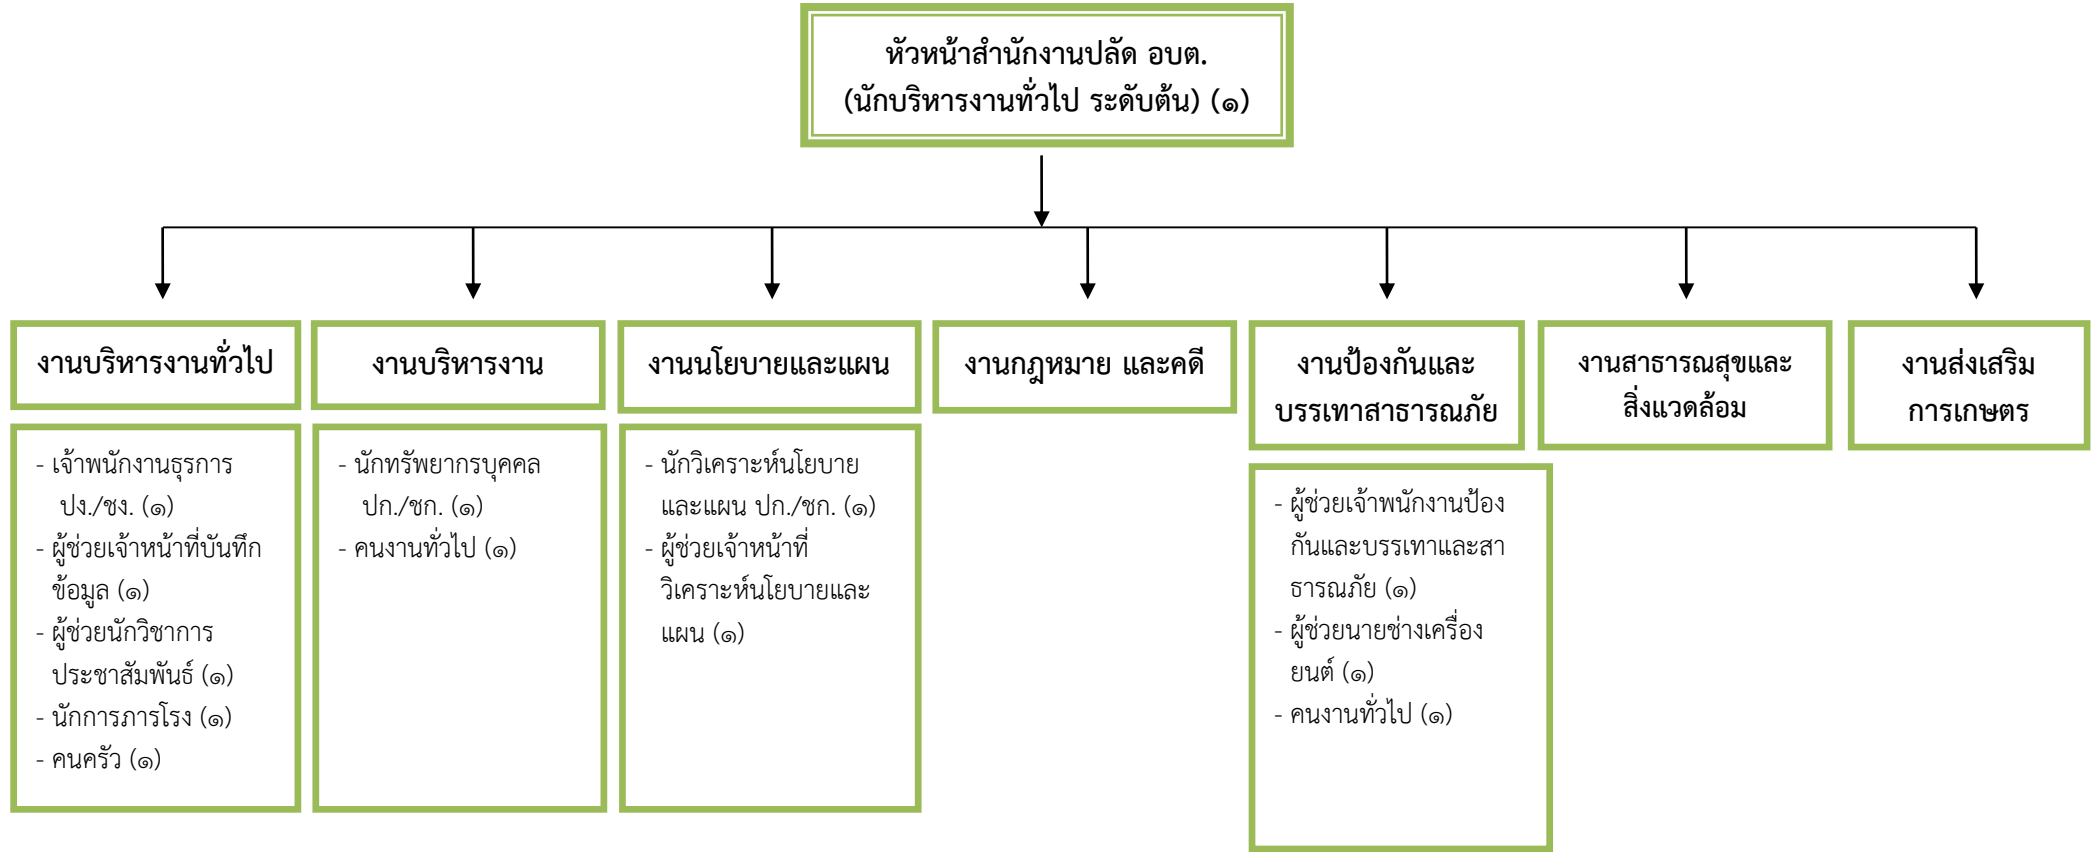 หัวหน้าสำนักงานปลัด อบต.
(นักบริหารงานทั่วไป ระดับต้น) (๑)
งานบริหารงานทั่วไป
- เจ้าพนักงานธุรการ
ปง./ชง. (๑)
- ผู้ช่วยเจ้าหน้าที่บันทึก
ข้อมูล (๑)
- ผู้ช่วยนักวิชาการ
ประชาสัมพันธ์ (๑)
- นักการภารโรง (๑)
- คนครัว (๑)
งานบริหารงาน
- นักทรัพยากรบุคคล
ปก./ชก. (๑)
- คนงานทั่วไป (๑)
งานนโยบายและแผน
- นักวิเคราะห์นโยบาย
และแผน ปก./ชก. (๑)
- ผู้ช่วยเจ้าหน้าที่
วิเคราะห์นโยบายและ
แผน (๑)
งานกฎหมาย และคดี
งานป้องกันและ
บรรเทาสาธารณภัย
- ผู้ช่วยเจ้าพนักงานป้อง
กันและบรรเทาและสา
ธารณภัย (๑)
- ผู้ช่วยนายช่างเครื่อง
ยนต์ (๑)
- คนงานทั่วไป (๑)
งานสาธารณสุขและ
สิ่งแวดล้อม
งานส่งเสริม
การเกษตร